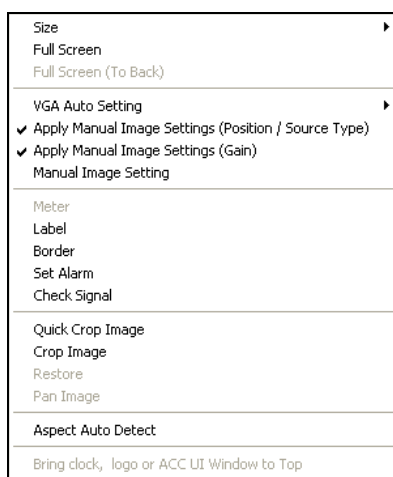 Size
Full Screen
Full Screen (To Back)
VGA Auto Setting
Apply Manual Image Settings (Position / Source Type)
Apply Manual Image Settings (Gain)
Manual Image Setting
Meter
Label
Border
Set Alarm
Check Signal
Quick Crop Image
Crop Image
Restore
Pan Image
Aspect Auto Detect
Bring clock, logo or ACC UI Window to Top